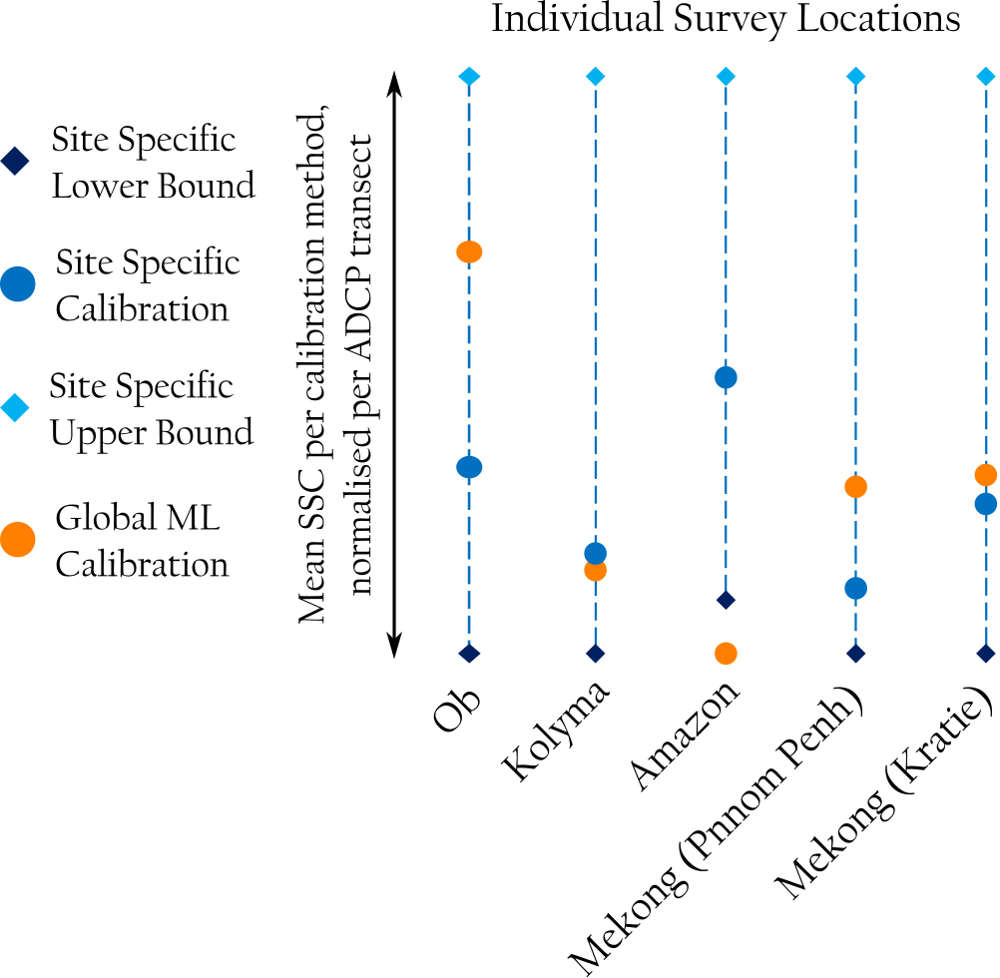 Individual Survey Locations
Site Specific
Lower Bound
Site Specific
Calibration
Site Specific
Upper Bound
Global ML
Calibration
Mean SSC per calibration method,
normalised per ADCP transect
Ob
Kolyma
Amazon
Mekong (Pnnom Penh)
Mekong (Kratie)